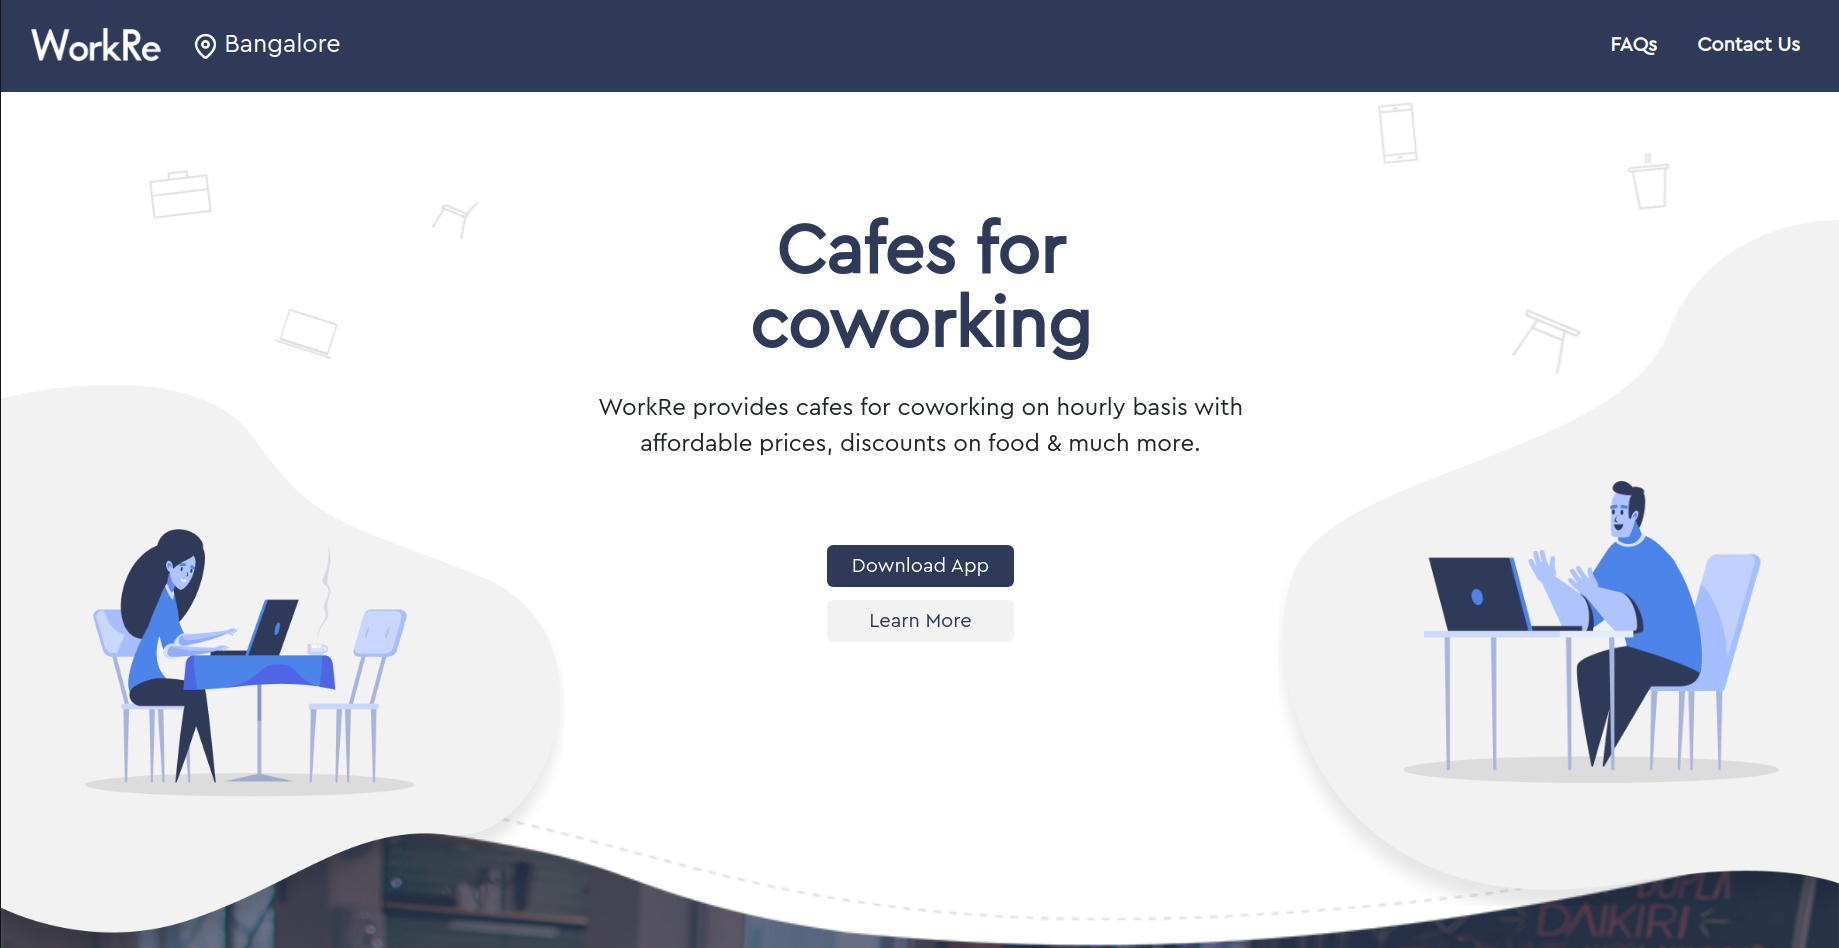 WorkRe
Bangalore
FAQs
Contact Us
Cafes for
coworking
WorkRe provides cafes for coworking on hourly basis with
affordable prices, discounts on food & much more.
Download App
Learn More
DUPLA
DAIKIRI